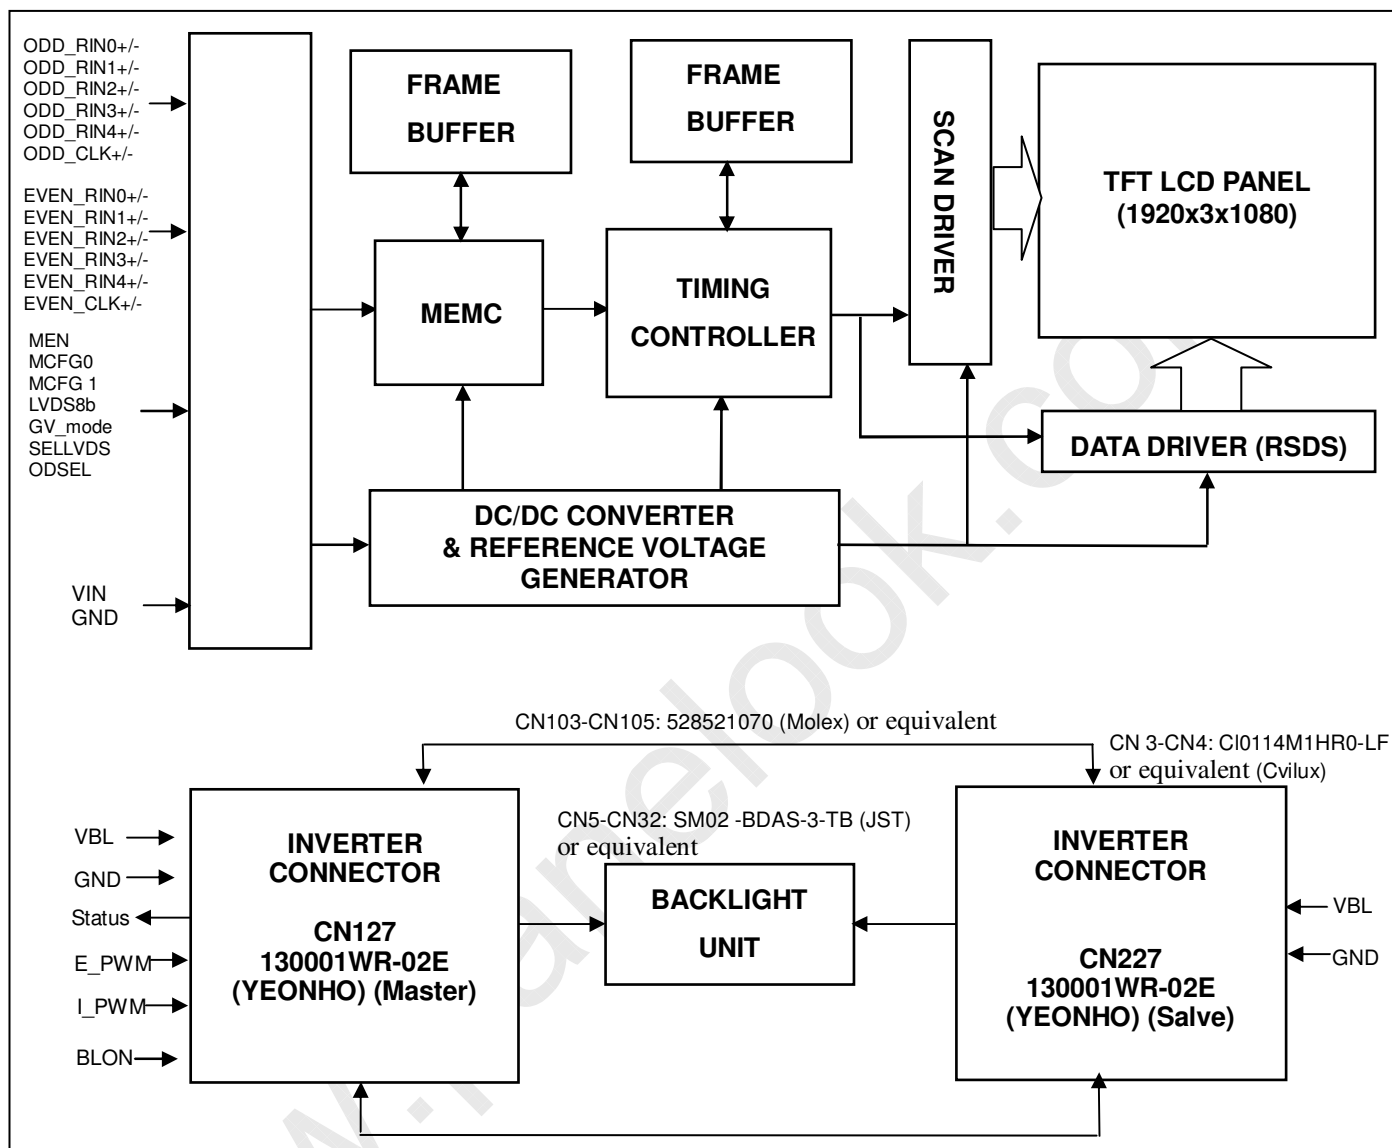 ODD_RIN0+/-
ODD_RIN1+/-
ODD_RIN2+/-
ODD_RIN3+/-
ODD_RIN4+/-
ODD_CLK+/-
EVEN_RIN0+/-
EVEN_RIN1+/-
EVEN_RIN2+/-
EVEN_RIN3+/-
EVEN_RIN4+/-
EVEN_CLK+/-
MEN
MCFG0
MCFG 1
LVDS8b
GV_mode
SELLVDS
ODSEL
VIN
GND
FRAME
BUFFER
FRAME
BUFFER
MEMC
TIMING
CONTROLLER
SCAN DRIVER
TFT LCD PANEL
(1920x3x1080)
DATA DRIVER (RSDS)
DC/DC CONVERTER
& REFERENCE VOLTAGE
GENERATOR
CN103-CN105: 528521070 (Molex) or equivalent
CN 3-CN4: CI0114M1HR0-LF
or equivalent (Cvilux)
CN5-CN32: SM02 -BDAS-3-TB (JST)
or equivalent
VBL
GND
Status
E_PWM
I_PWM
BLON
INVERTER
CONNECTOR
CN127
130001WR-02E
(YEONHO) (Master)
BACKLIGHT
UNIT
INVERTER
CONNECTOR
CN227
130001WR-02E
(YEONHO) (Salve)
VBL
GND
w.panelook.com